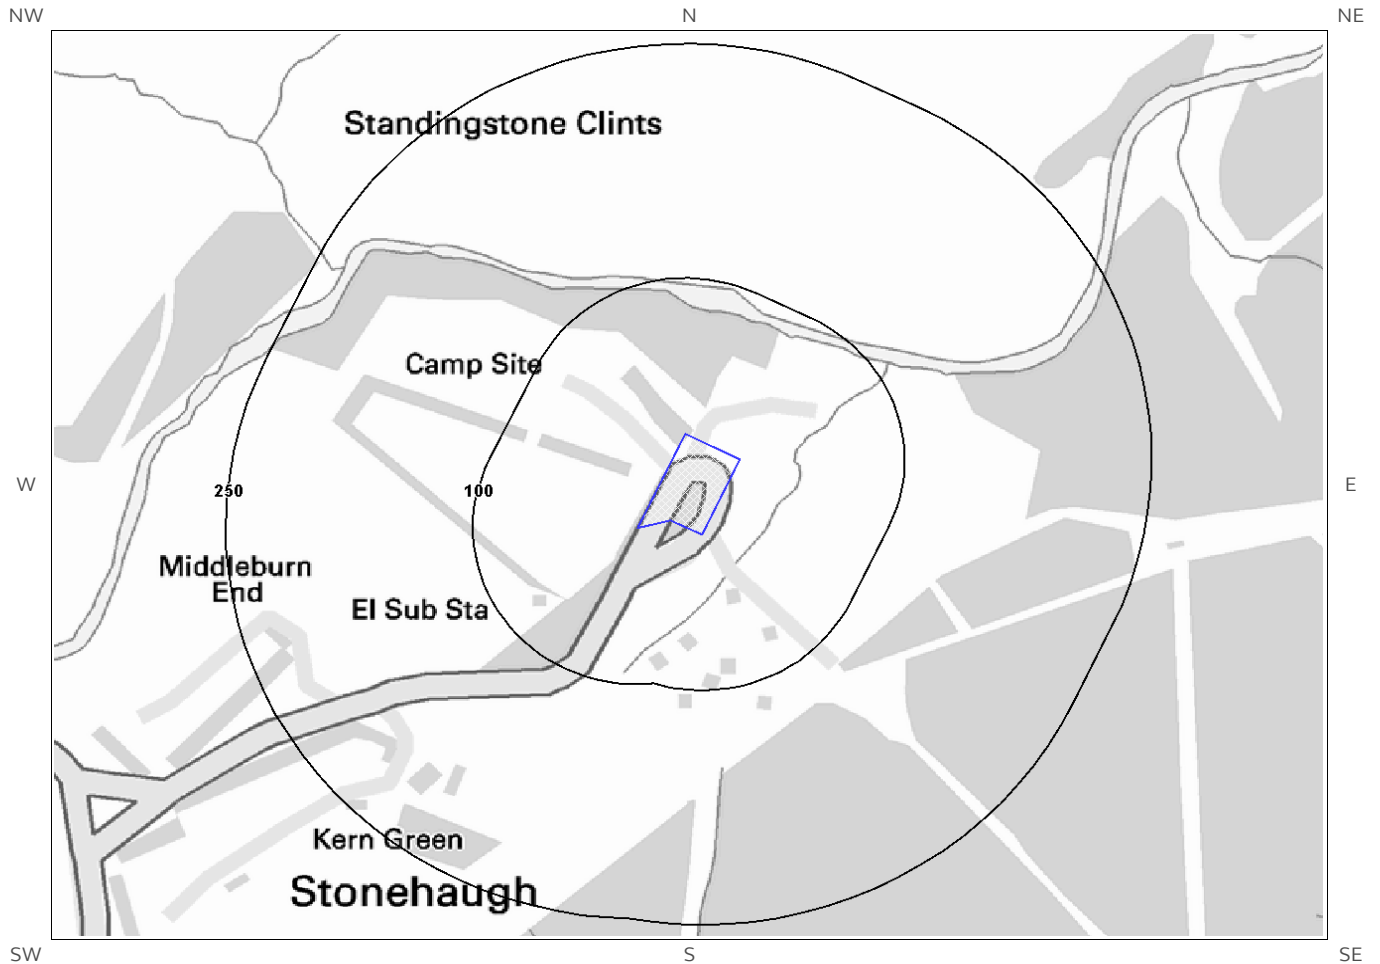 NW
N
NE
Standingstone Clints
Camp Site
W
250
100
E
Middleburn
End
El Sub Sta
Kern Green
Stonehaugh
SW
S
SE